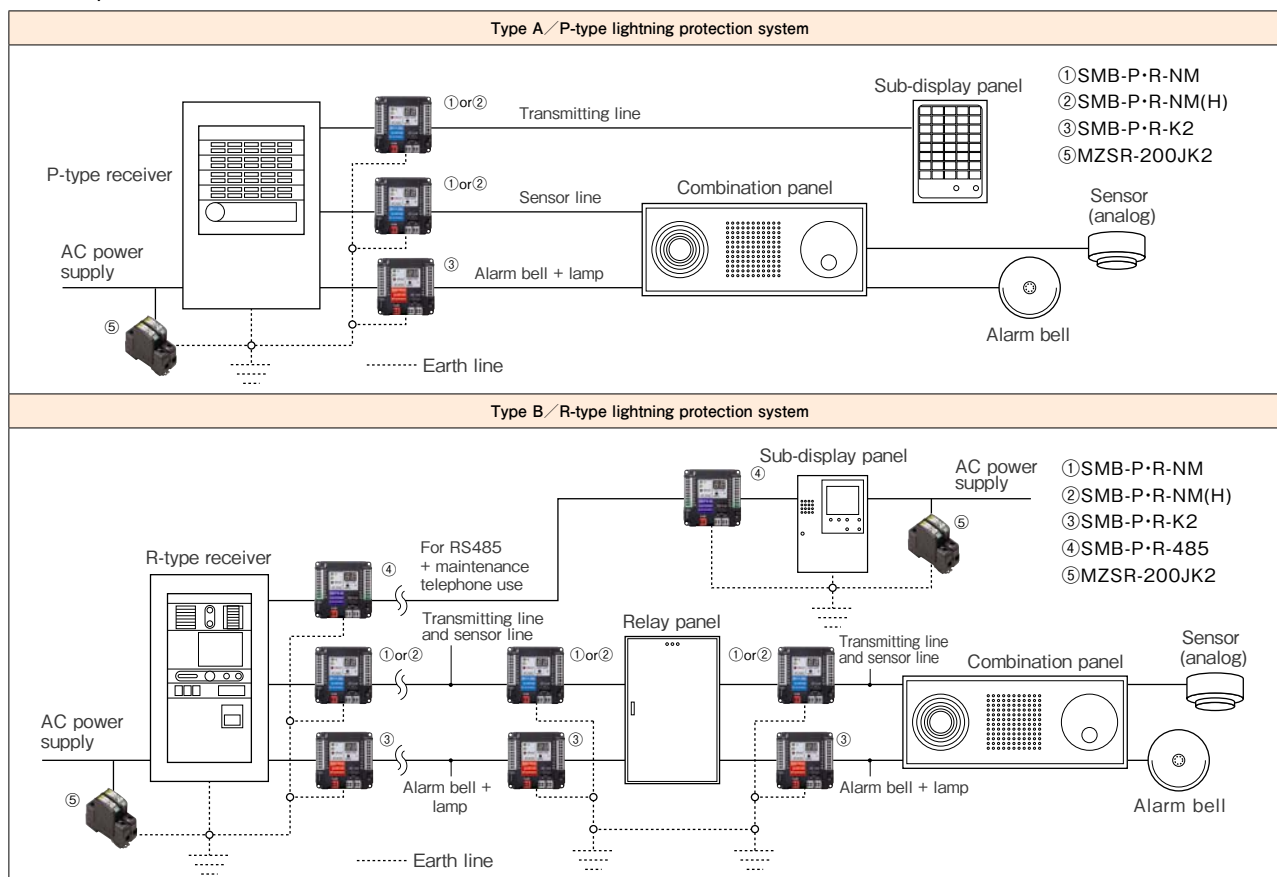 Type A／P-type lightning protection system
①or②
Transmitting line
Sub-display panel
①SMB-P・R-NM
②SMB-P・R-NM(H)
③SMB-P・R-K2
⑤MZSR-200JK2
P-type receiver
①or②
Sensor line
Combination panel
Sensor
(analog)
AC power
supply
③
Alarm bell + lamp
⑤
Alarm bell
Earth line
Type B／R-type lightning protection system
④
Sub-display panel
AC power
supply
⑤
①SMB-P・R-NM
②SMB-P・R-NM(H)
③SMB-P・R-K2
④SMB-P・R-485
⑤MZSR-200JK2
R-type receiver
④
For RS485
+ maintenance
telephone use
①or②
Transmitting line
and sensor line
①or②
Relay panel
①or②
Transmitting line
and sensor line
Combination panel
Sensor
(analog)
AC power
supply
⑤
③
Alarm bell +
lamp
③
③
Alarm bell + lamp
Alarm bell
Earth line